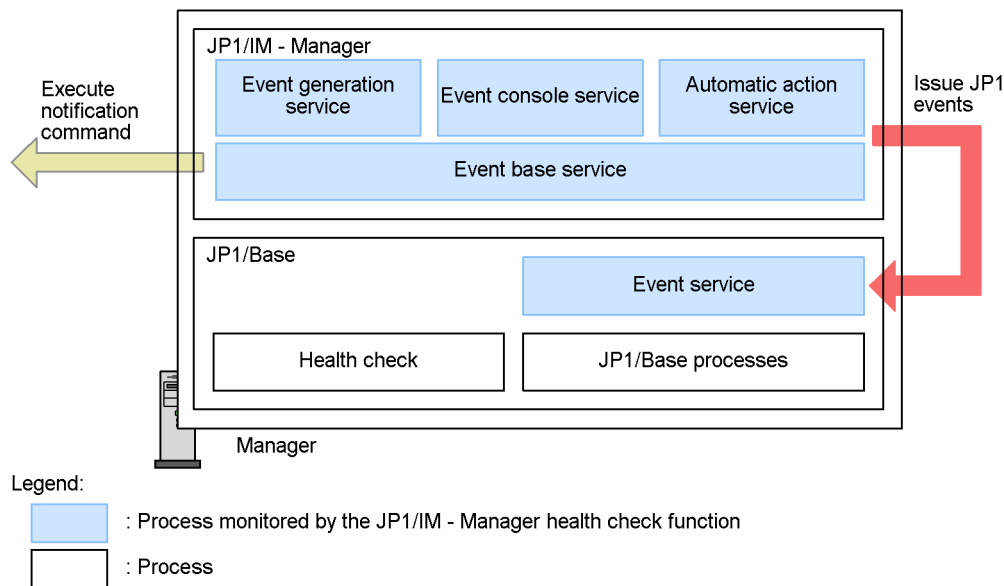 JP1/IM - Manager
Event generation
service
Event console service
Automatic action
service
Event base service
Execute
notification
command
Issue JP1
events
JP1/Base
Event service
Health check
JP1/Base processes
Manager
Legend:
: Process monitored by the JP1/IM - Manager health check function
: Process